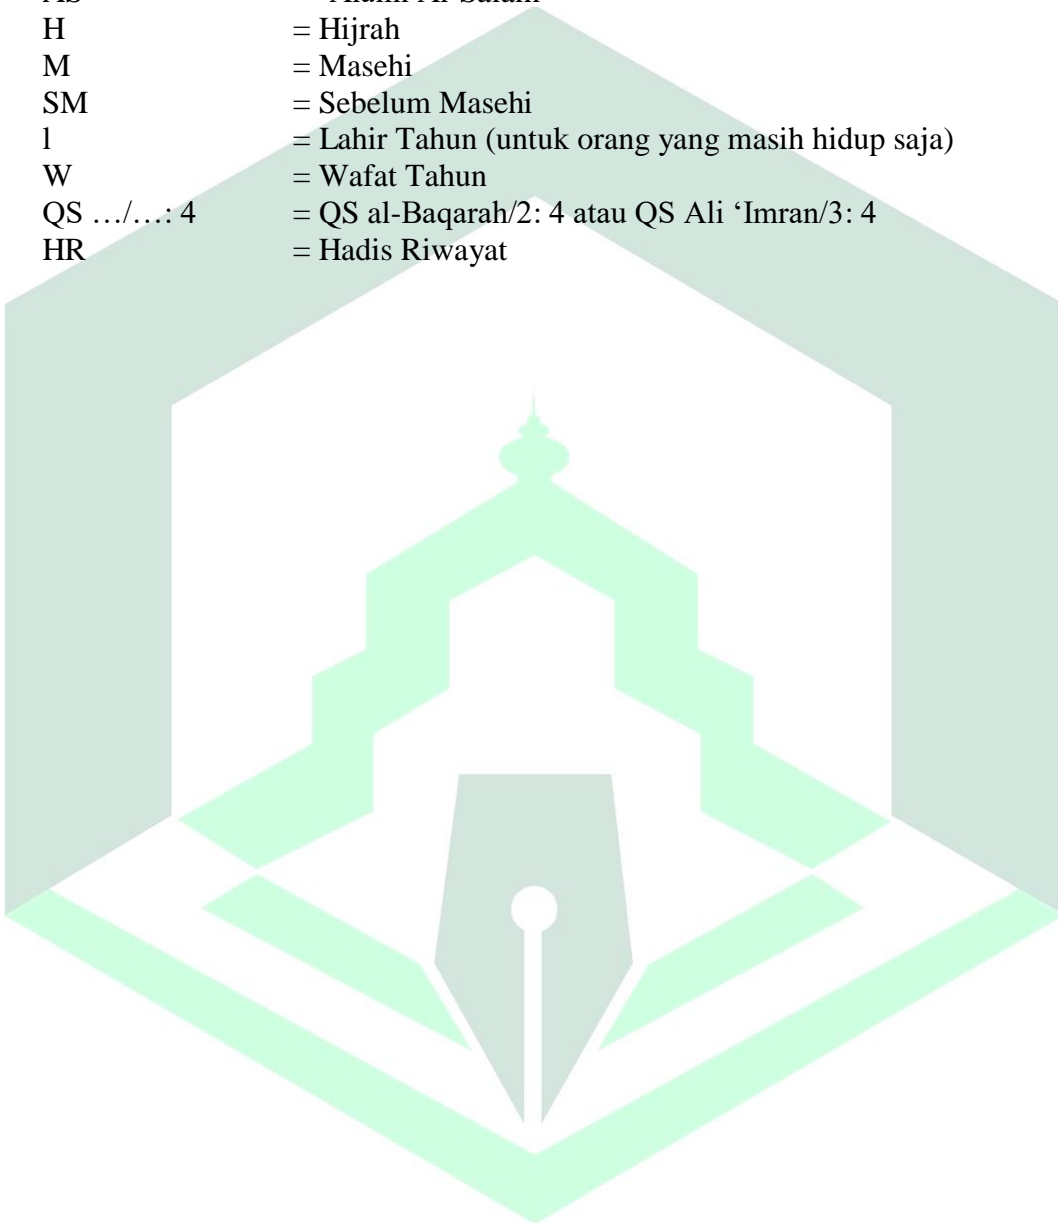 H = Hijrah
M = Masehi
SM = Sebelum Masehi
l = Lahir Tahun (untuk orang yang masih hidup saja)
W = Wafat Tahun
QS …/…: 4 = QS al-Baqarah/2: 4 atau QS Ali ‘Imran/3: 4
HR = Hadis Riwayat